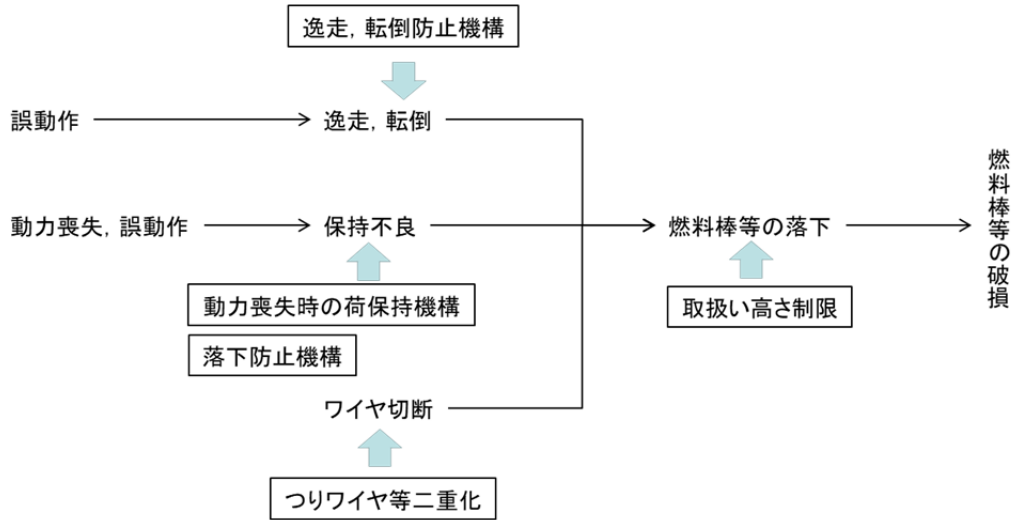 逸走, 転倒防止機構
誤動作
逸走, 転倒
動力喪失, 誤動作
保持不良
燃料棒等の落下
燃料棒等の破損
動力喪失時の荷保持機構
取扱い高さ制限
落下防止機構
ワイヤ切断
つりワイヤ等二重化